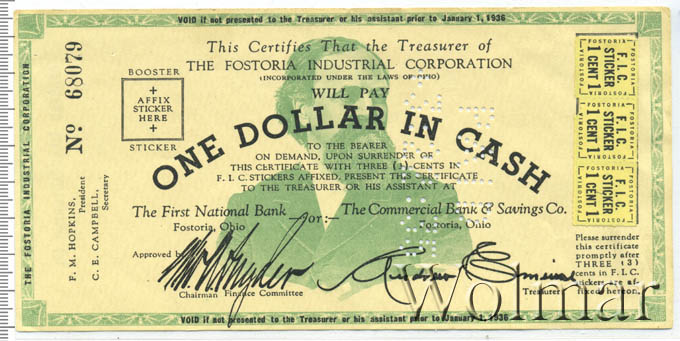 VOID if not presented to the Treasurer or his assistant prior to January 1, 1936
THE FOSTORIA INDUSTRIAL CORPORATION
F. M. HOPKINS,
President
C. E. CAMPBELL,
Secretary
Nº 68079
BOOSTER
AFFIX
STICKER
HERE
STICKER
This Certifies That the Treasurer of
THE FOSTORIA INDUSTRIAL CORPORATION
(INCORPORATED UNDER THE LAWS OF OHIO)
WILL PAY
ONE DOLLAR IN CASH
TO THE BEARER
ON DEMAND, UPON SURRENDER OF
THIS CERTIFICATE WITH THREE (3) CENTS IN
F. I. C. STICKERS AFFIXED. PRESENT THIS CERTIFICATE
TO THE TREASURER OR HIS ASSISTANT AT
The First National Bank —or:— The Commercial Bank & Savings Co.
Fostoria, Ohio Fostoria, Ohio
Approved by
Chairman Finance Committee
Treasurer
FOSTORIA
F. I. C.
STICKER
1 CENT 1
FOSTORIA
FOSTORIA
F. I. C.
STICKER
1 CENT 1
FOSTORIA
FOSTORIA
F. I. C.
STICKER
1 CENT 1
FOSTORIA
Please surrender
this certificate
promptly after
THREE (3)
cents in F.I.C.
stickers are af-
fixed hereon.
VOID if not presented to the Treasurer or his assistant prior to January 1, 1936
Wolmar